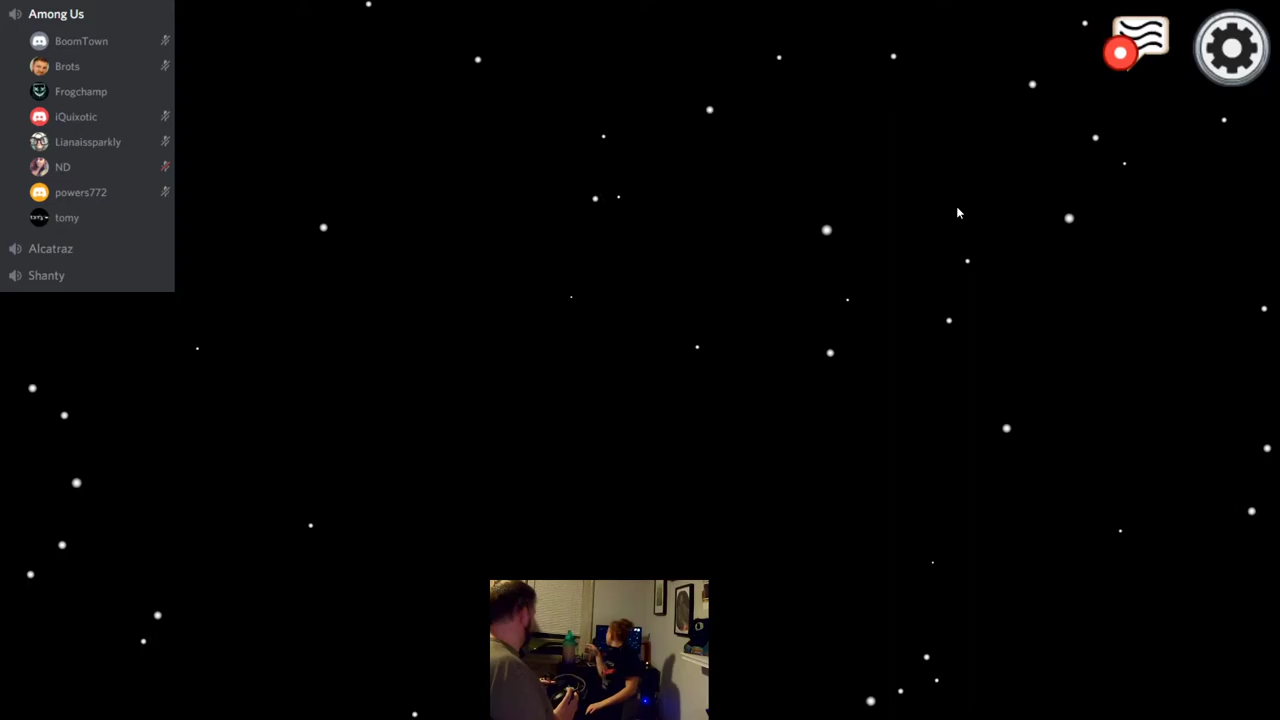 Among Us
BoomTown
Brots
Frogchamp
iQuixotic
Lianaissparkly
ND
powers772
tomy
Alcatraz
Shanty